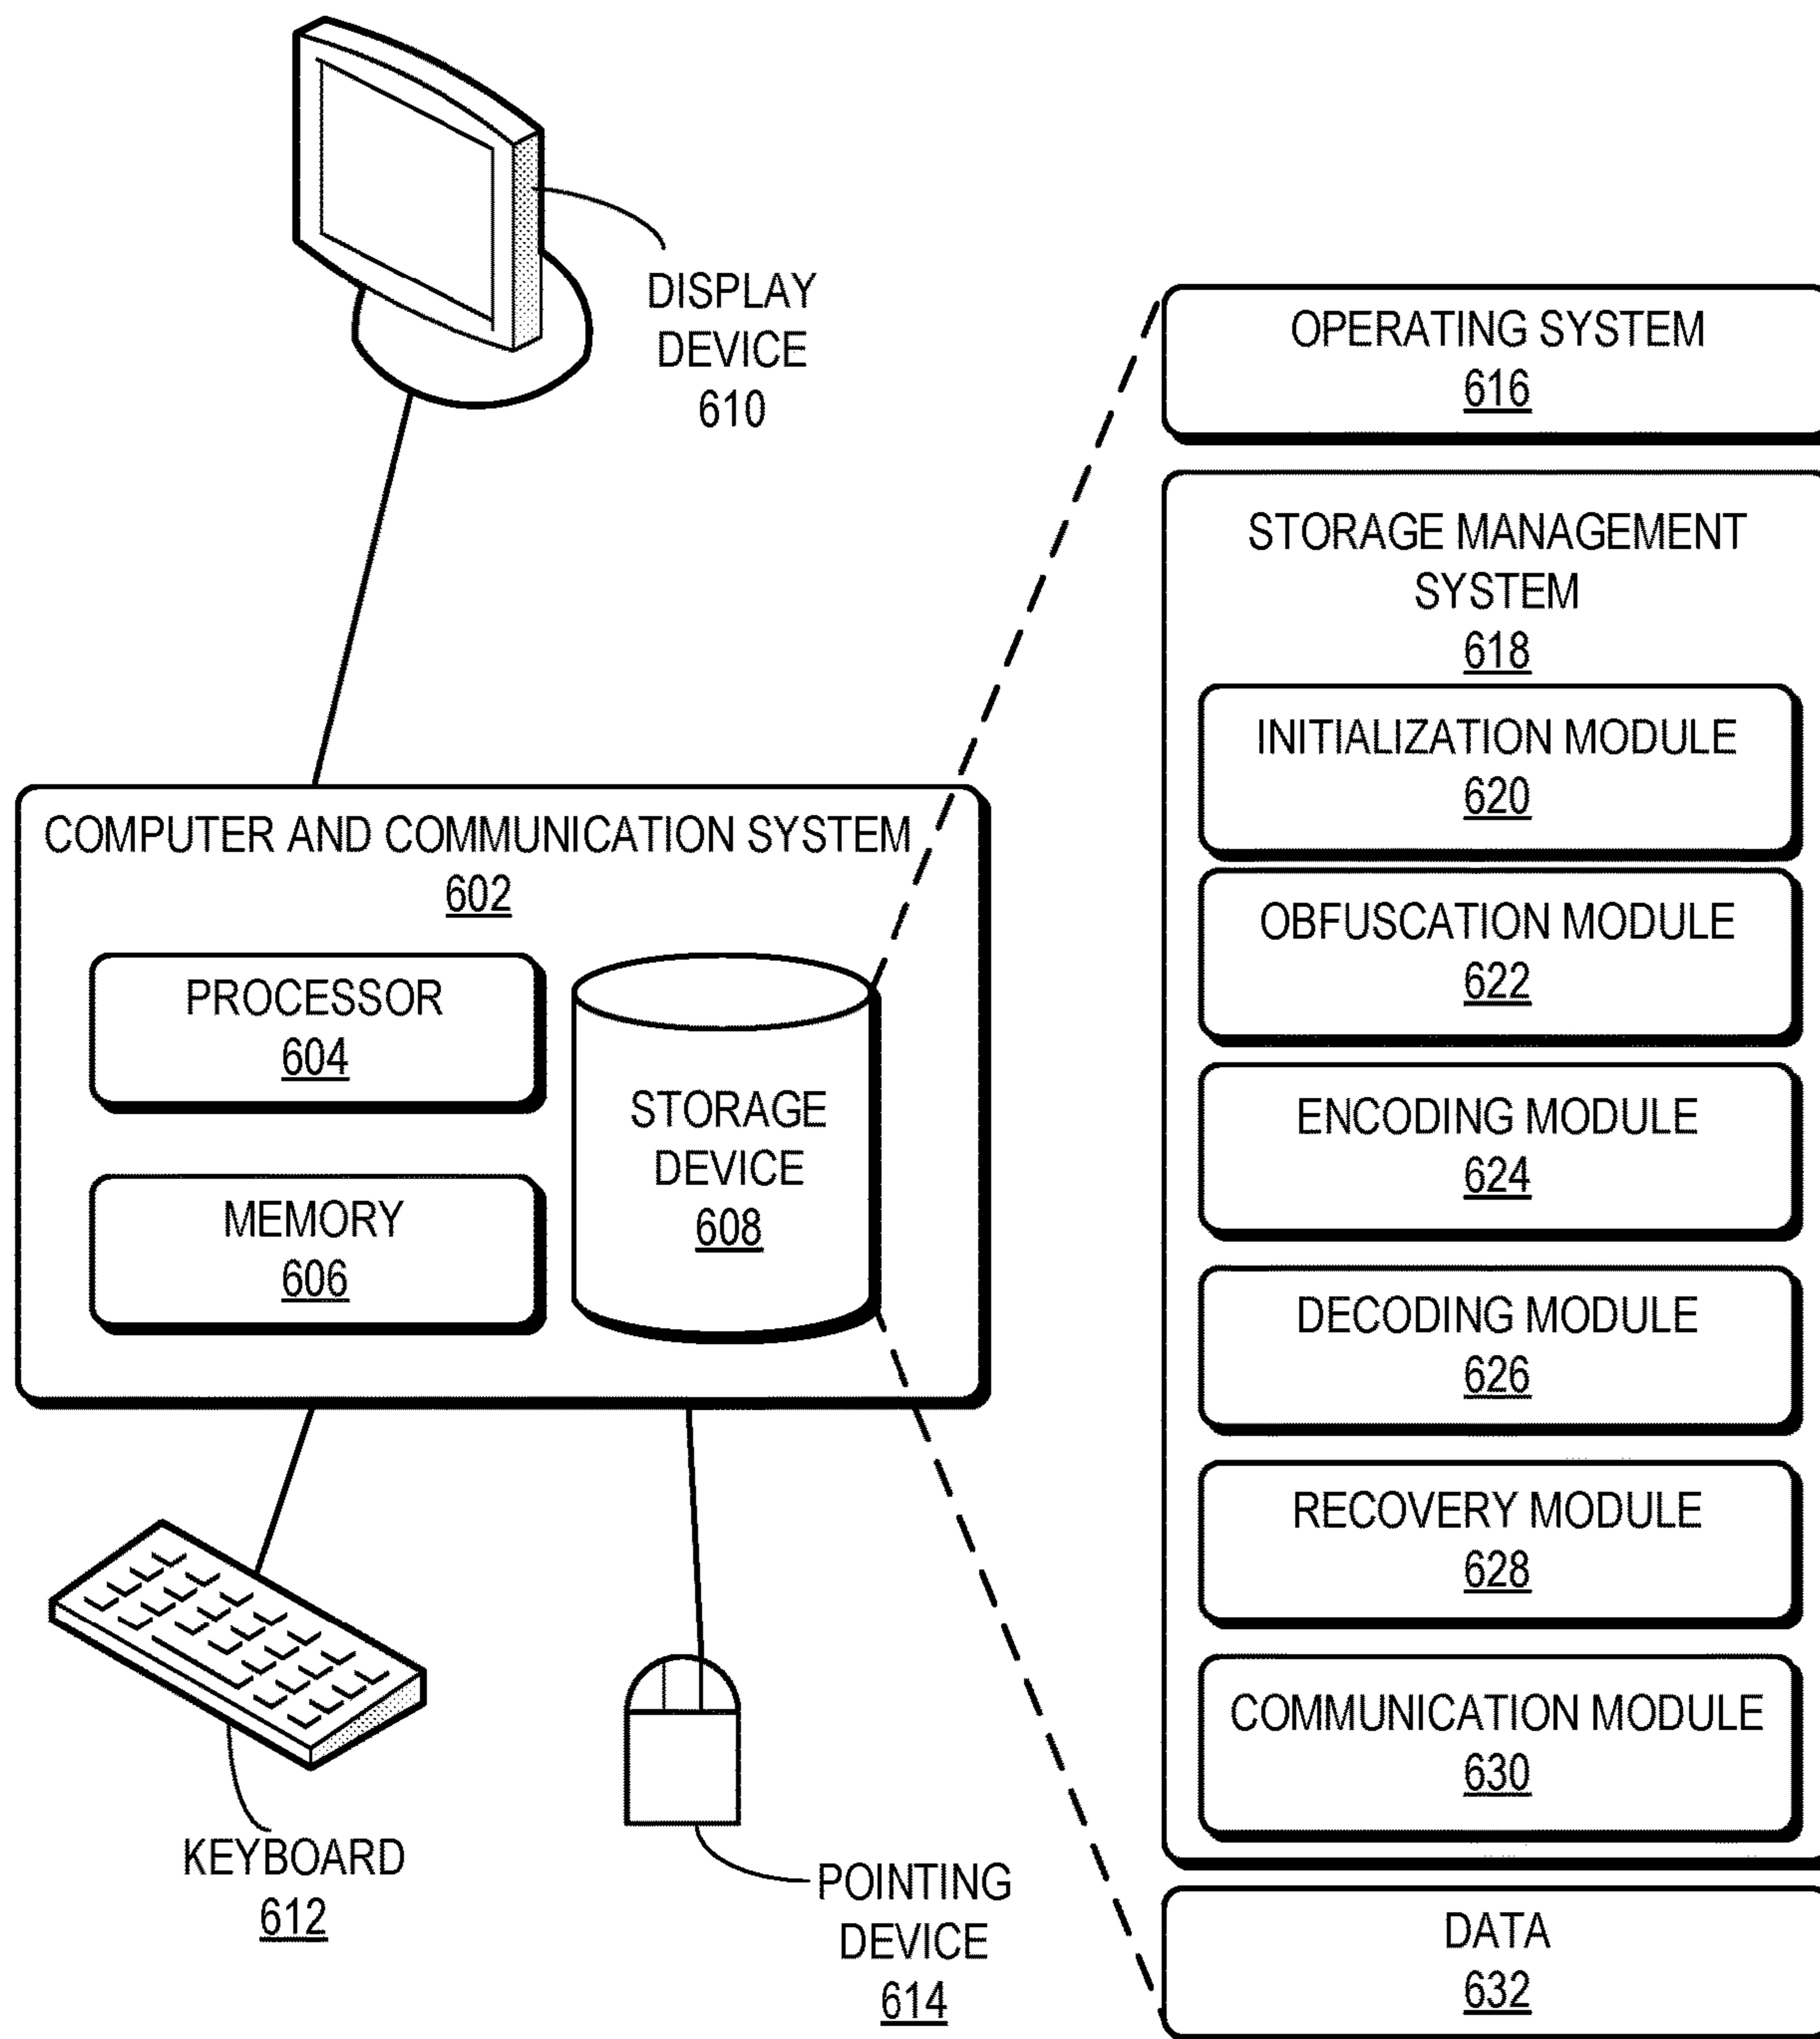 DISPLAY
DEVICE
610
COMPUTER AND COMMUNICATION SYSTEM
602
PROCESSOR
604
MEMORY
606
STORAGE
DEVICE
608
KEYBOARD
612
POINTING
DEVICE
614
OPERATING SYSTEM
616
STORAGE MANAGEMENT
SYSTEM
618
INITIALIZATION MODULE
620
OBFUSCATION MODULE
622
ENCODING MODULE
624
DECODING MODULE
626
RECOVERY MODULE
628
COMMUNICATION MODULE
630
DATA
632